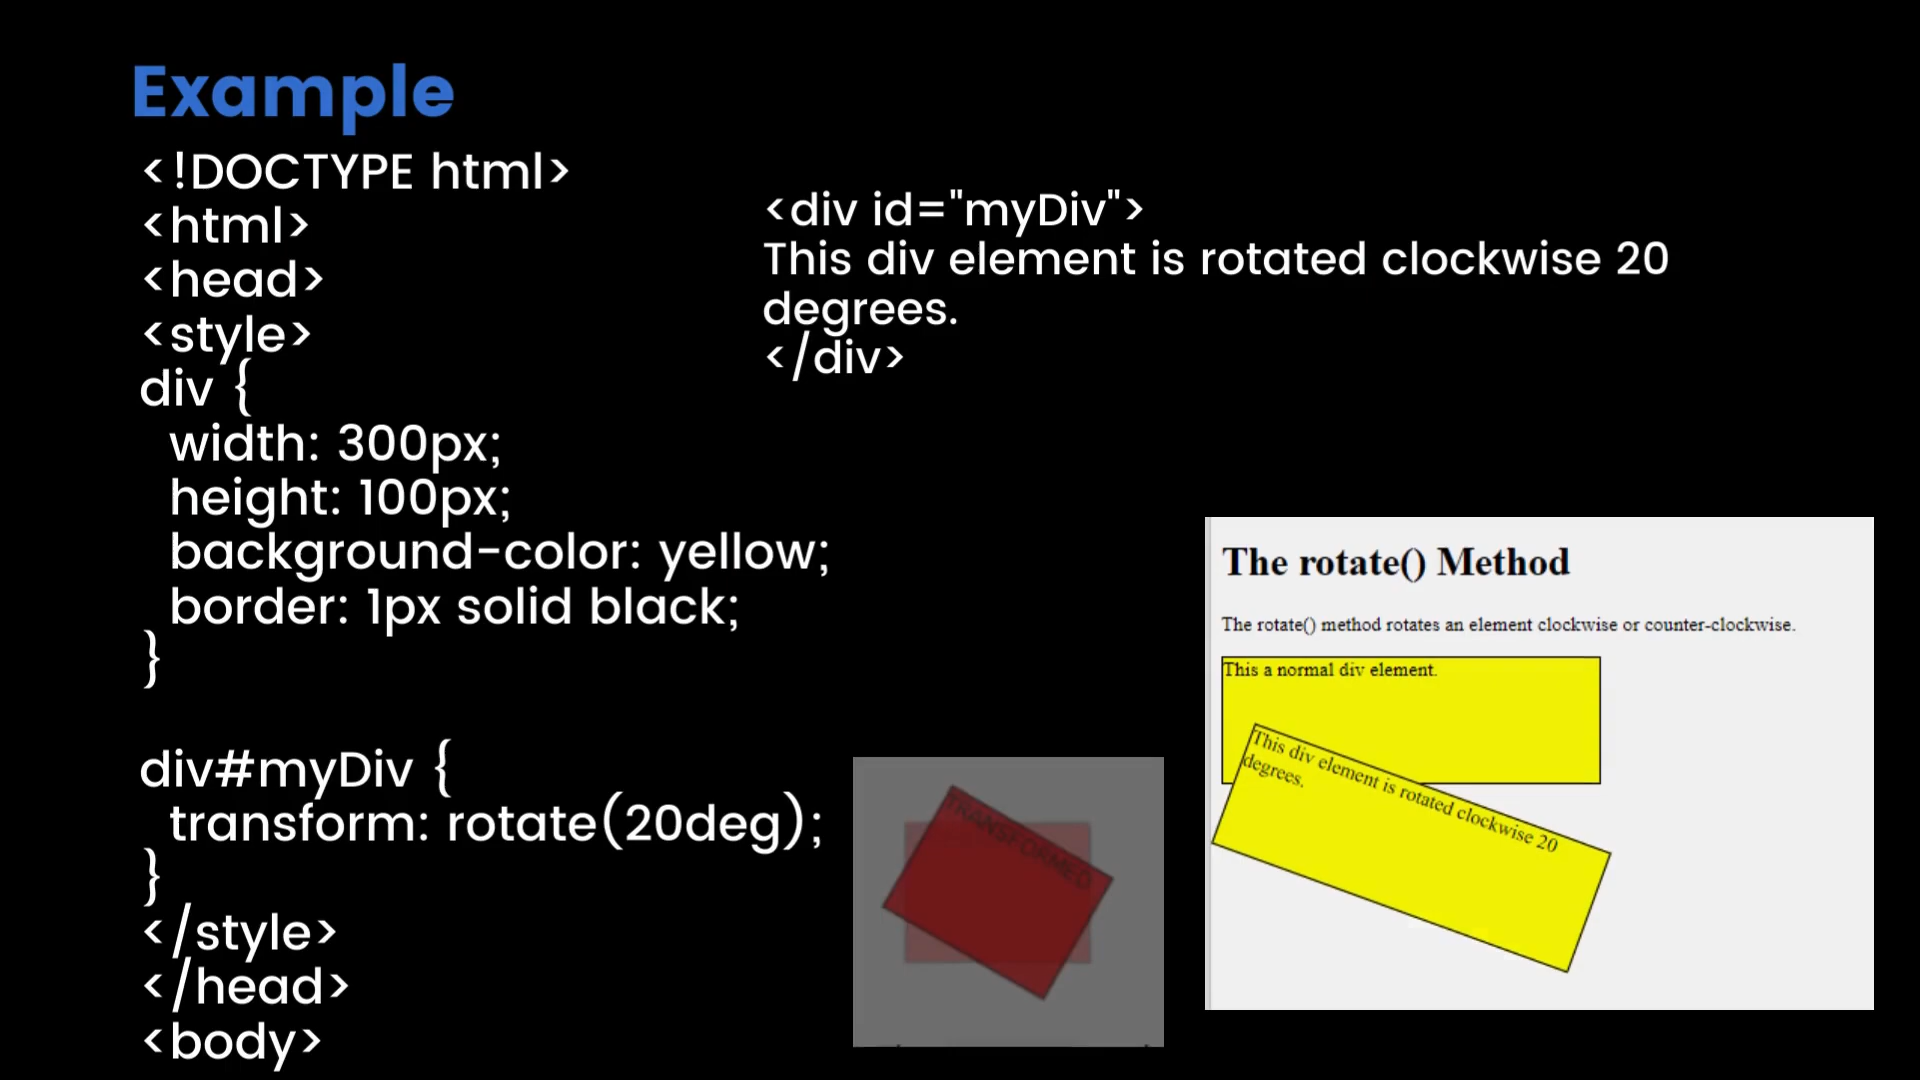 Example
<!DOCTYPE html>
<html>
<head>
<style>
div {
width: 300px;
height: 100px;
background-color: yellow;
border: 1px solid black;
}
div#myDiv {
transform: rotate(20deg);
}
</style>
</head>
<body>
<div id="myDiv">
This div element is rotated clockwise 20
degrees.
</div>
TRANSFORMED
The rotate() Method
The rotate() method rotates an element clockwise or counter-clockwise.
This a normal div element.
This div element is rotated clockwise 20
degrees.